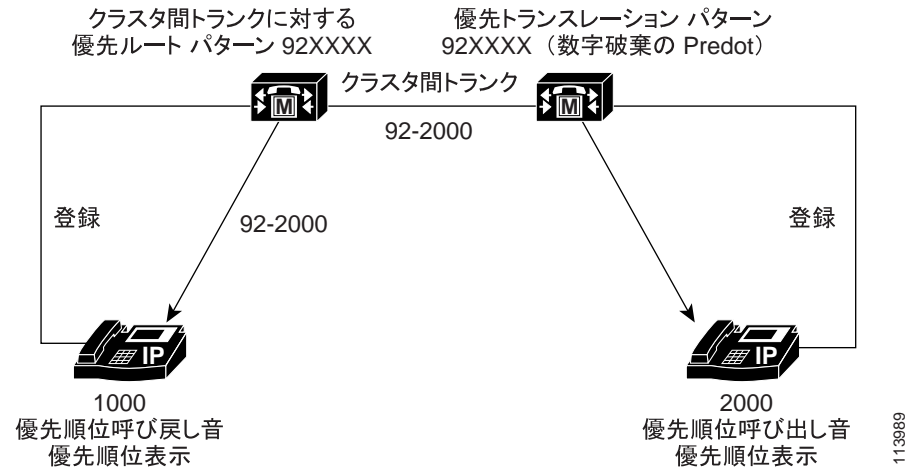 クラスタ間トランクに対する
優先ルート パターン 92XXXX
優先トランスレーション パターン
92XXXX（数字破棄の Predot）
クラスタ間トランク
M
M
92-2000
登録
92-2000
登録
IP
IP
1000
優先順位呼び戻し音
優先順位表示
2000
優先順位呼び出し音
優先順位表示
113989